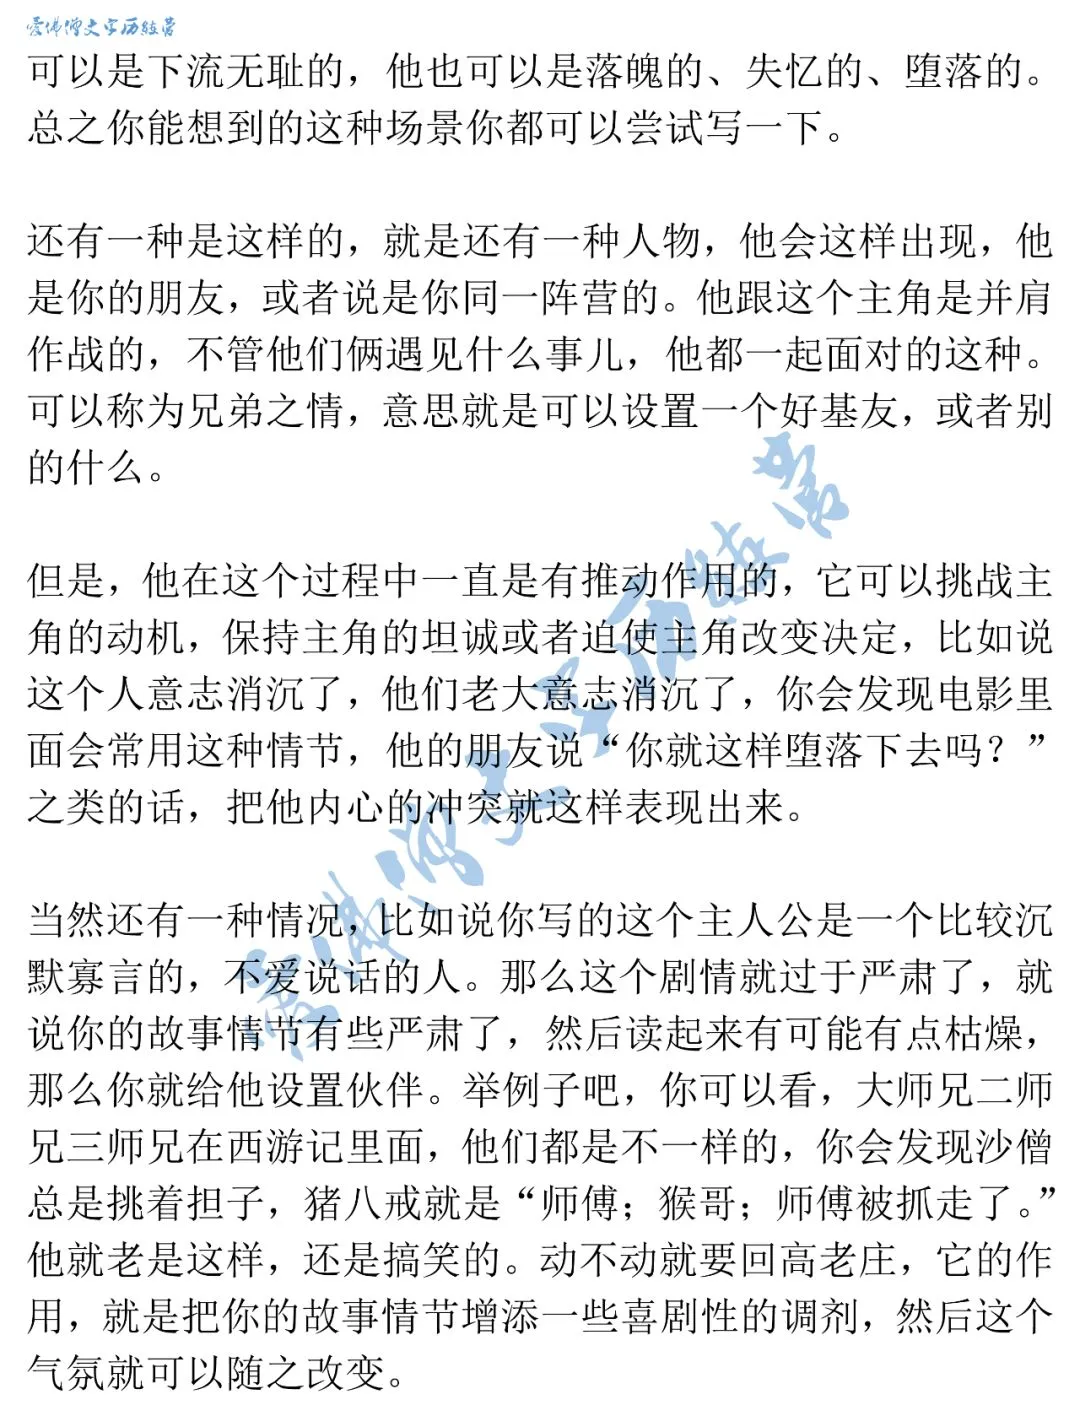 爱佛僧文字历练营
可以是下流无耻的，他也可以是落魄的、失忆的、堕落的。
总之你能想到的这种场景你都可以尝试写一下。
还有一种是这样的，就是还有一种人物，他会这样出现，他
是你的朋友，或者说是你同一阵营的。他跟这个主角是并肩
作战的，不管他们俩遇见什么事儿，他都一起面对的这种。
可以称为兄弟之情，意思就是可以设置一个好基友，或者别
的什么。
但是，他在这个过程中一直是有推动作用的，它可以挑战主
角的动机，保持主角的坦诚或者迫使主角改变决定，比如说
这个人意志消沉了，他们老大意志消沉了，你会发现电影里
面会常用这种情节，他的朋友说“你就这样堕落下去吗？”
之类的话，把他内心的冲突就这样表现出来。
当然还有一种情况，比如说你写的这个主人公是一个比较沉
默寡言的，不爱说话的人。那么这个剧情就过于严肃了，就
说你的故事情节有些严肃了，然后读起来有可能有点枯燥，
那么你就给他设置伙伴。举例子吧，你可以看，大师兄二师
兄三师兄在西游记里面，他们都是不一样的，你会发现沙僧
总是挑着担子，猪八戒就是“师傅；猴哥；师傅被抓走了。”
他就老是这样，还是搞笑的。动不动就要回高老庄，它的作
用，就是把你的故事情节增添一些喜剧性的调剂，然后这个
气氛就可以随之改变。